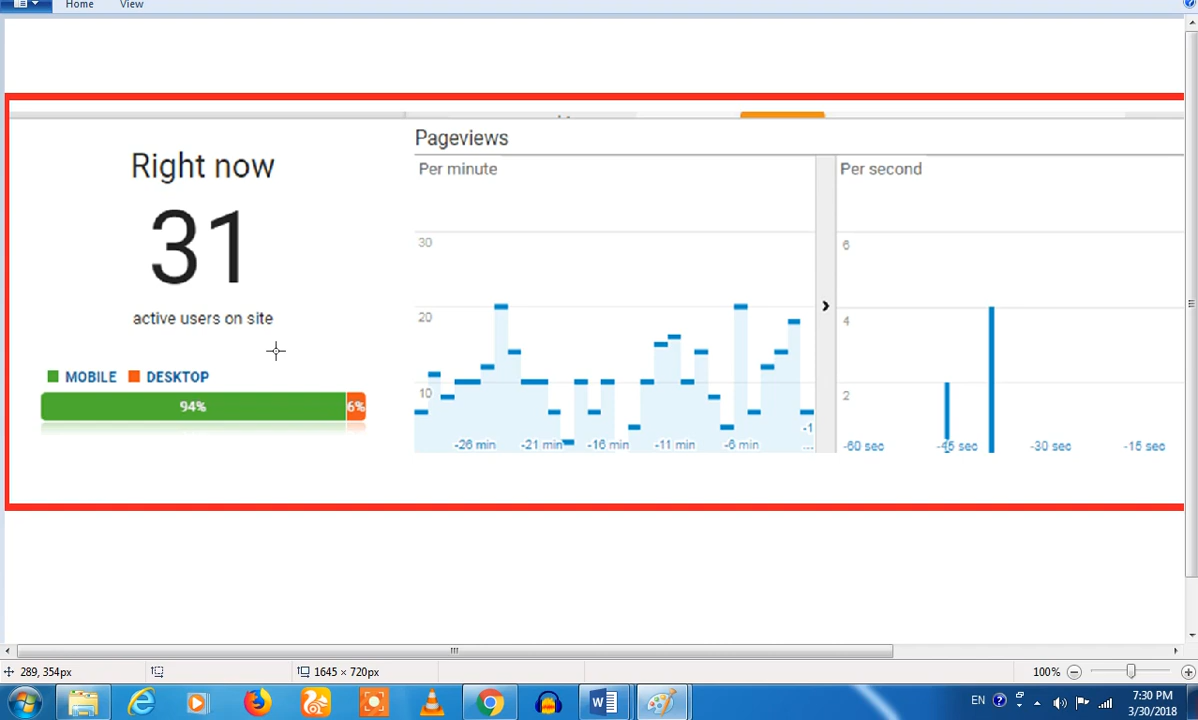 Home View
Right now
31
active users on site
MOBILE DESKTOP
94% 6%
Pageviews
Per minute
30
20
10
-26 min -21 min -16 min -11 min -6 min -1
...
Per second
6
4
2
-60 sec -45 sec -30 sec -15 sec
289, 354px 1645 × 720px 100%
EN 7:30 PM
3/30/2018